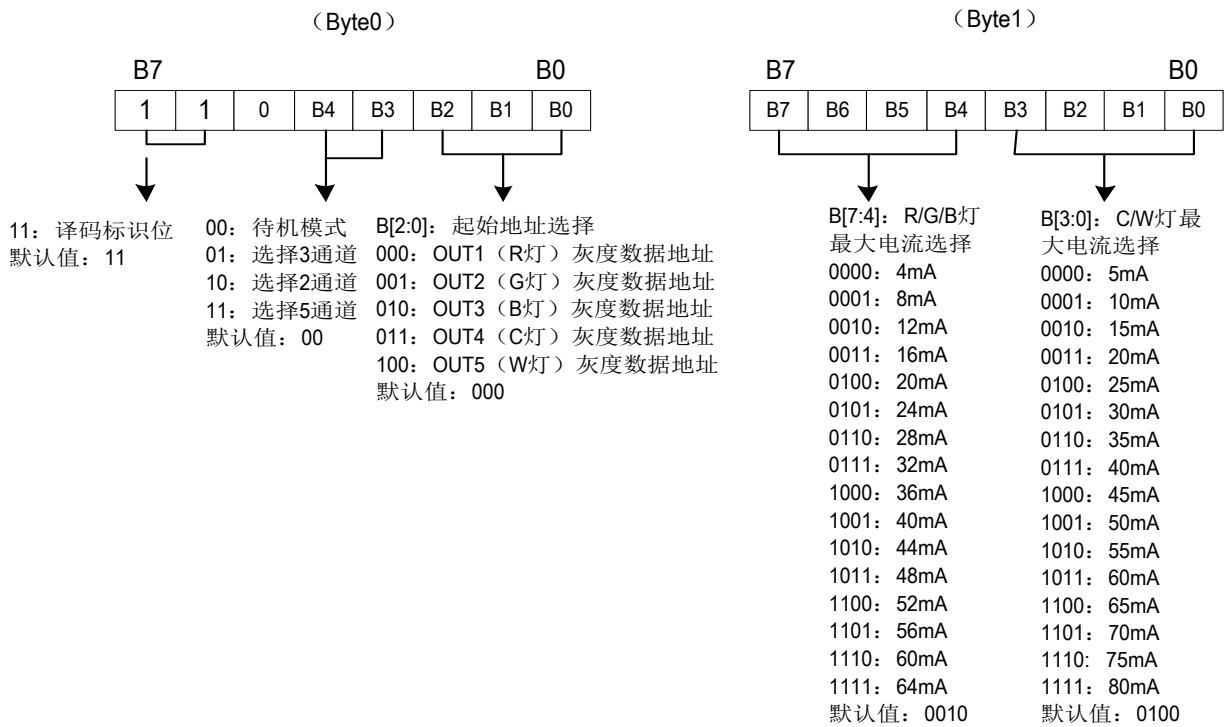 （Byte0）
B7 B0
1 1 0 B4 B3 B2 B1 B0
11：译码标识位
默认值：11
00：待机模式
01：选择3通道
10：选择2通道
11：选择5通道
默认值：00
B[2:0]：起始地址选择
000：OUT1（R灯）灰度数据地址
001：OUT2（G灯）灰度数据地址
010：OUT3（B灯）灰度数据地址
011：OUT4（C灯）灰度数据地址
100：OUT5（W灯）灰度数据地址
默认值：000
（Byte1）
B7 B0
B7 B6 B5 B4 B3 B2 B1 B0
B[7:4]：R/G/B灯
最大电流选择
0000：4mA
0001：8mA
0010：12mA
0011：16mA
0100：20mA
0101：24mA
0110：28mA
0111：32mA
1000：36mA
1001：40mA
1010：44mA
1011：48mA
1100：52mA
1101：56mA
1110：60mA
1111：64mA
默认值：0010
B[3:0]：C/W灯最
大电流选择
0000：5mA
0001：10mA
0010：15mA
0011：20mA
0100：25mA
0101：30mA
0110：35mA
0111：40mA
1000：45mA
1001：50mA
1010：55mA
1011：60mA
1100：65mA
1101：70mA
1110: 75mA
1111：80mA
默认值：0100